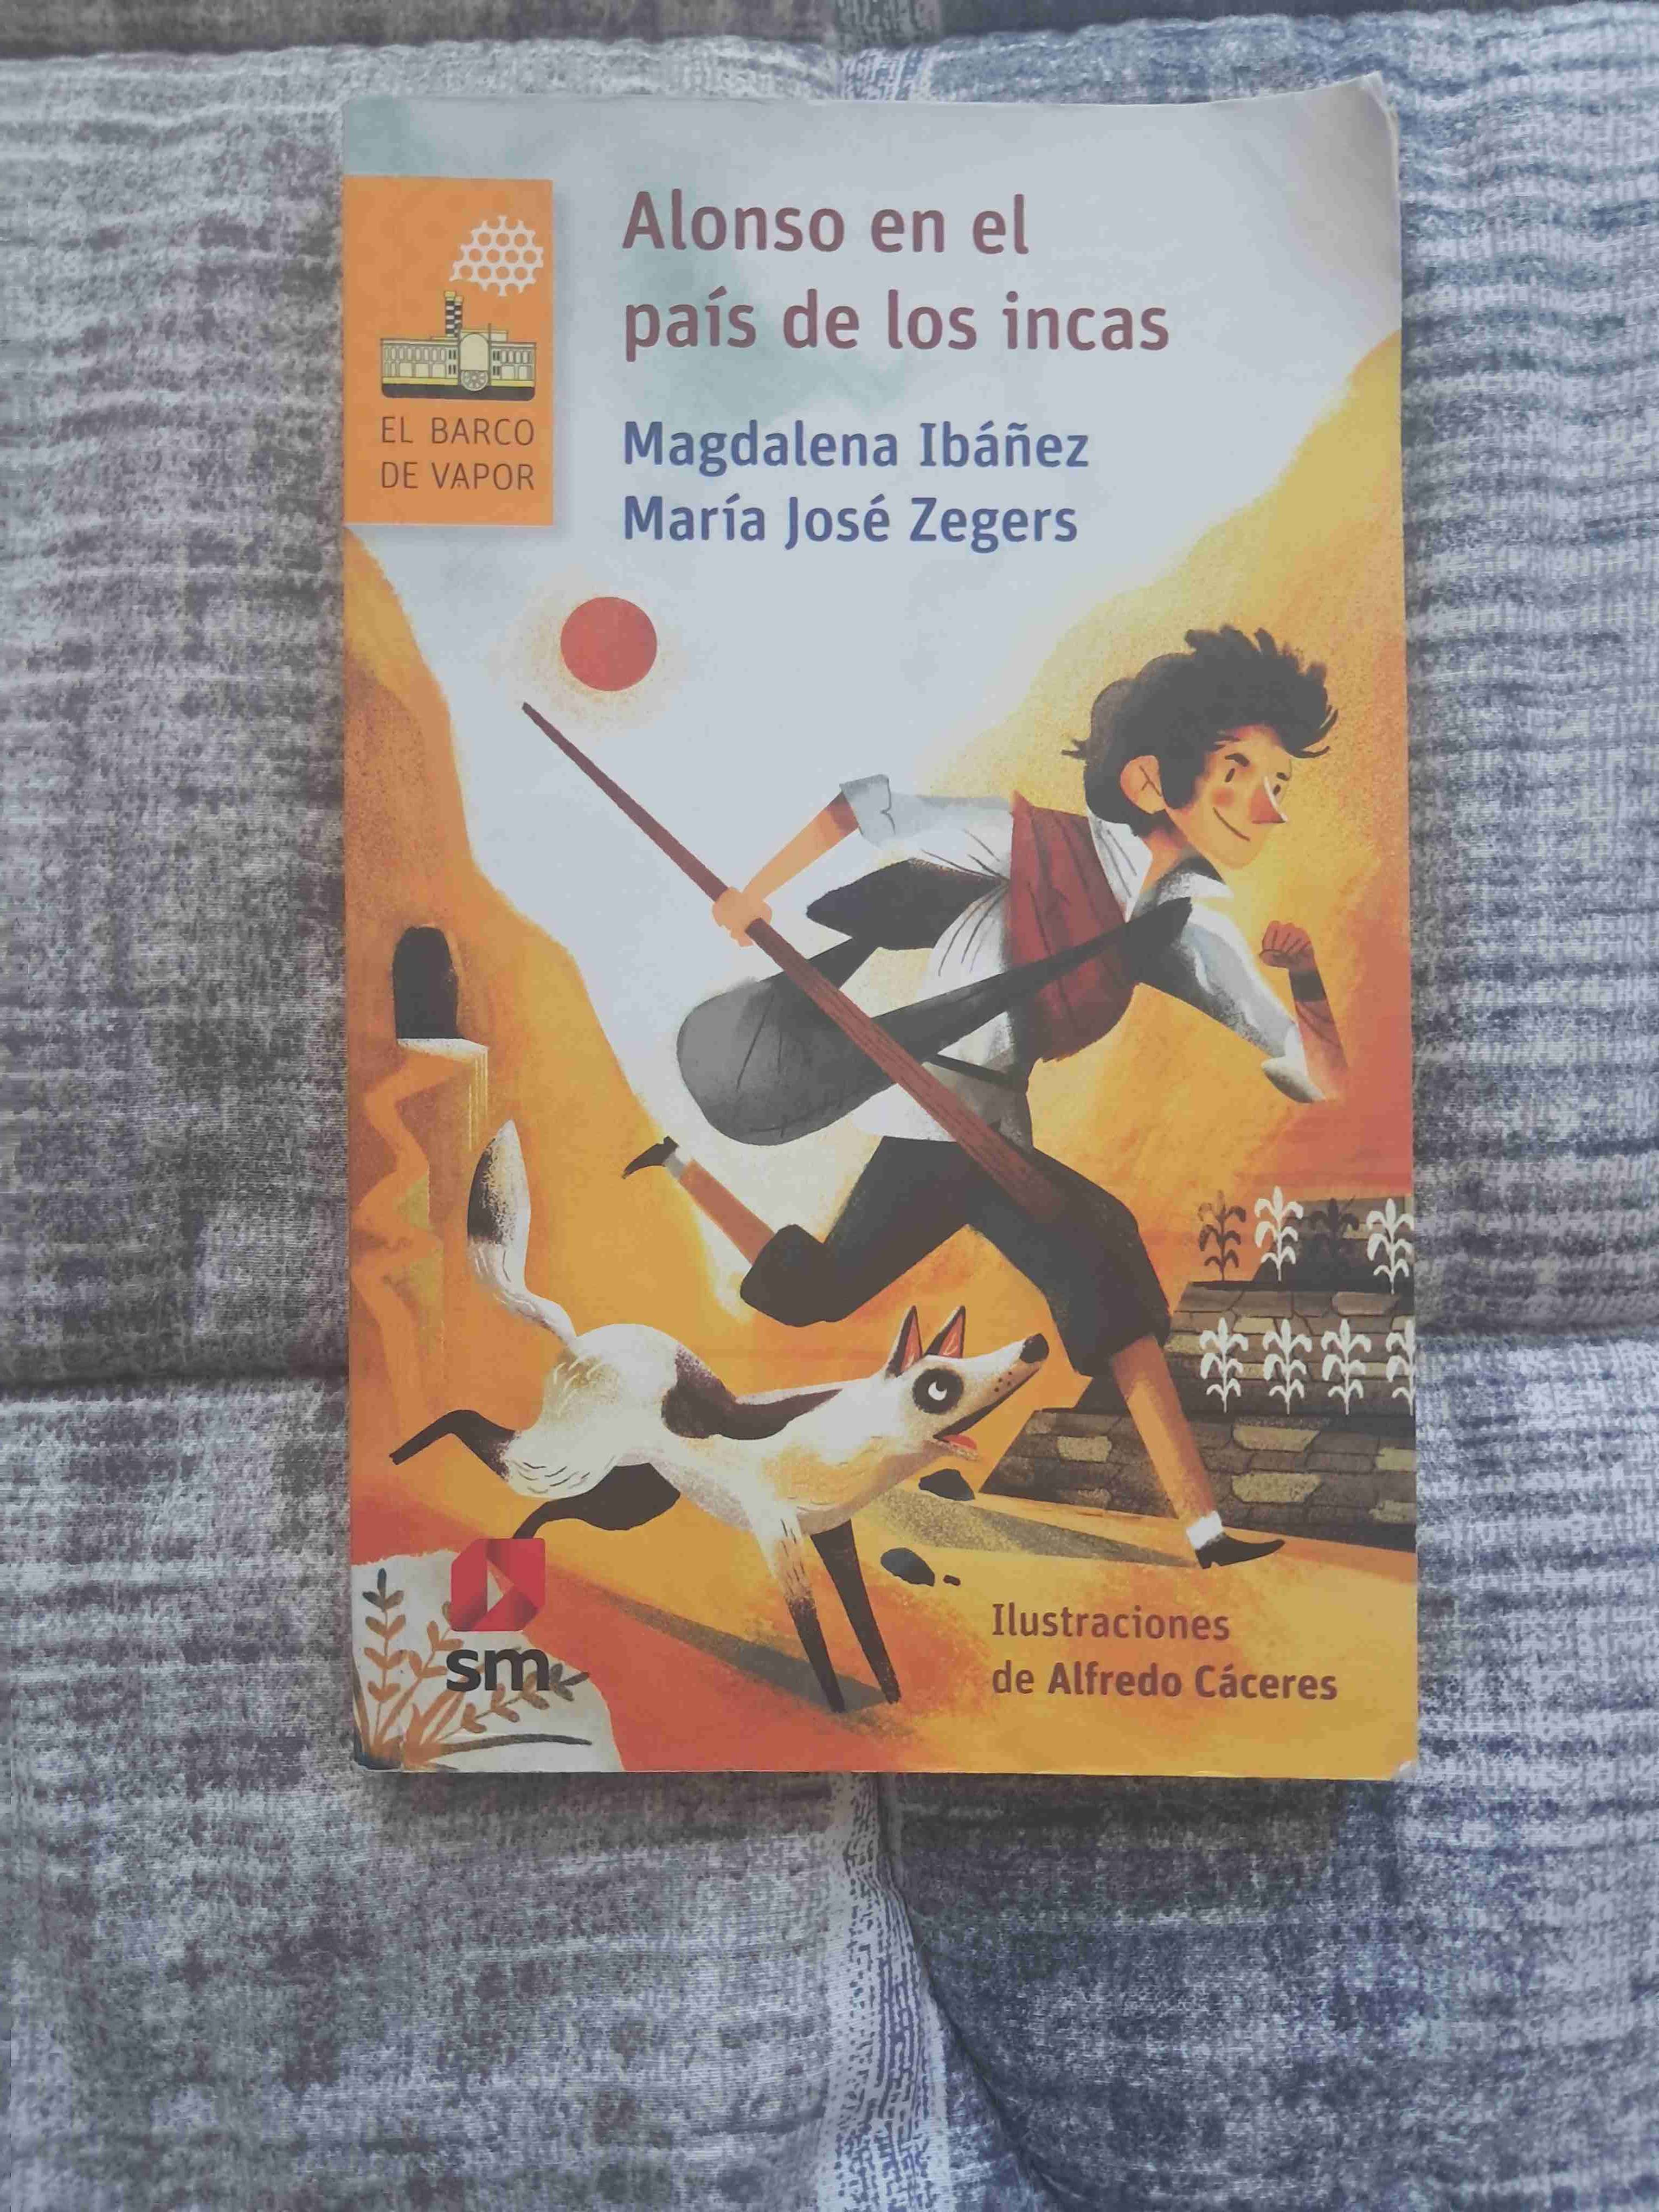 Alonso en el
país de los incas
Magdalena Ibáñez
María José Zegers
EL BARCO
DE VAPOR
sm
Ilustraciones
de Alfredo Cáceres